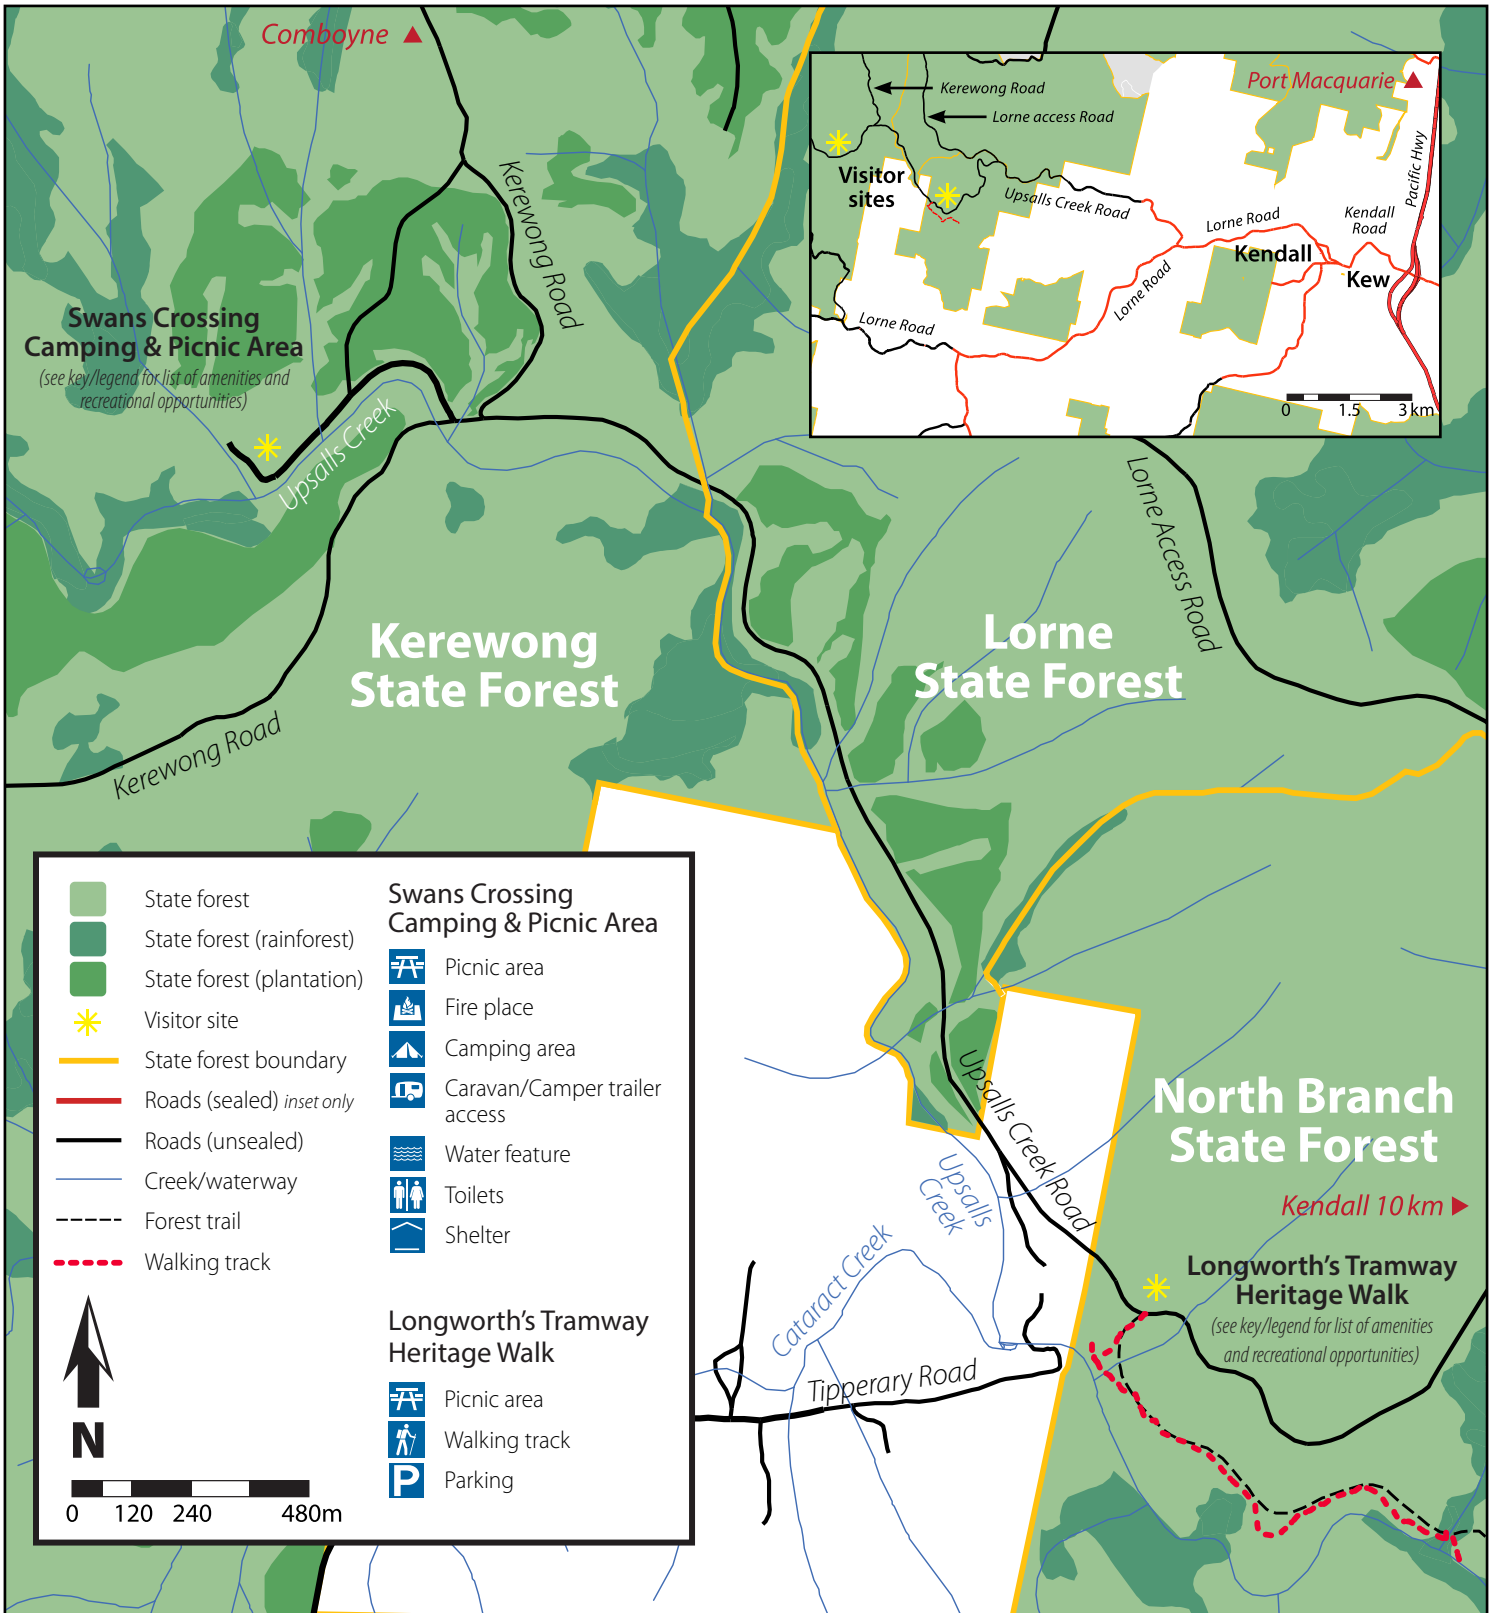 Comboyne
Kerewong Road
Swans Crossing
Camping & Picnic Area
(see key/legend for list of amenities and
recreational opportunities)
Upsalls Creek
Kerewong Road
Kerewong
State Forest
Lorne
State Forest
Lorne Access Road
Port Macquarie
Kerewong Road
Lorne access Road
Visitor
sites
Upsalls Creek Road
Lorne Road
Kendall
Road
Pacific Hwy
Kendall
Kew
Lorne Road
Lorne Road
0 1.5 3 km
State forest
State forest (rainforest)
State forest (plantation)
Visitor site
State forest boundary
Roads (sealed) inset only
Roads (unsealed)
Creek/waterway
Forest trail
Walking track
N
0 120 240 480m
Swans Crossing
Camping & Picnic Area
Picnic area
Fire place
Camping area
Caravan/Camper trailer
access
Water feature
Toilets
Shelter
Longworth's Tramway
Heritage Walk
Picnic area
Walking track
P
Parking
Upsalls Creek Road
Upsalls
Creek
Cataract Creek
Tipperary Road
North Branch
State Forest
Kendall 10 km
Longworth's Tramway
Heritage Walk
(see key/legend for list of amenities
and recreational opportunities)